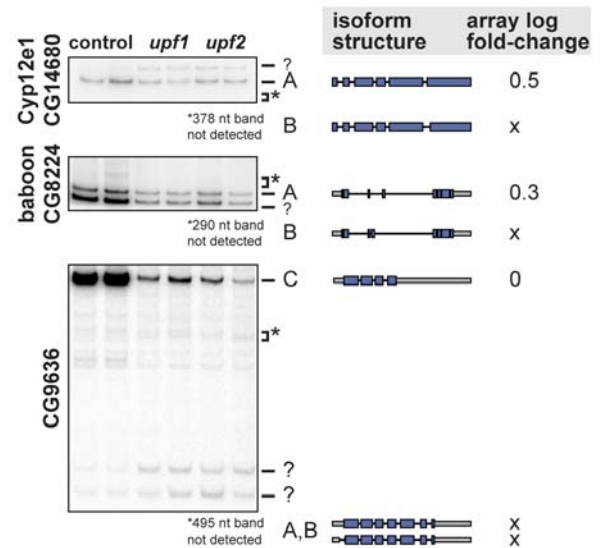 isoform structure
array log fold-change
control upf1 upf2
Cyp12e1
CG14680
?
A
*
0.5
*378 nt band
not detected
B
x
baboon
CG8224
*
A
?
0.3
*290 nt band
not detected
B
x
CG9636
C
0
*
?
?
*495 nt band
not detected
A,B
x
x